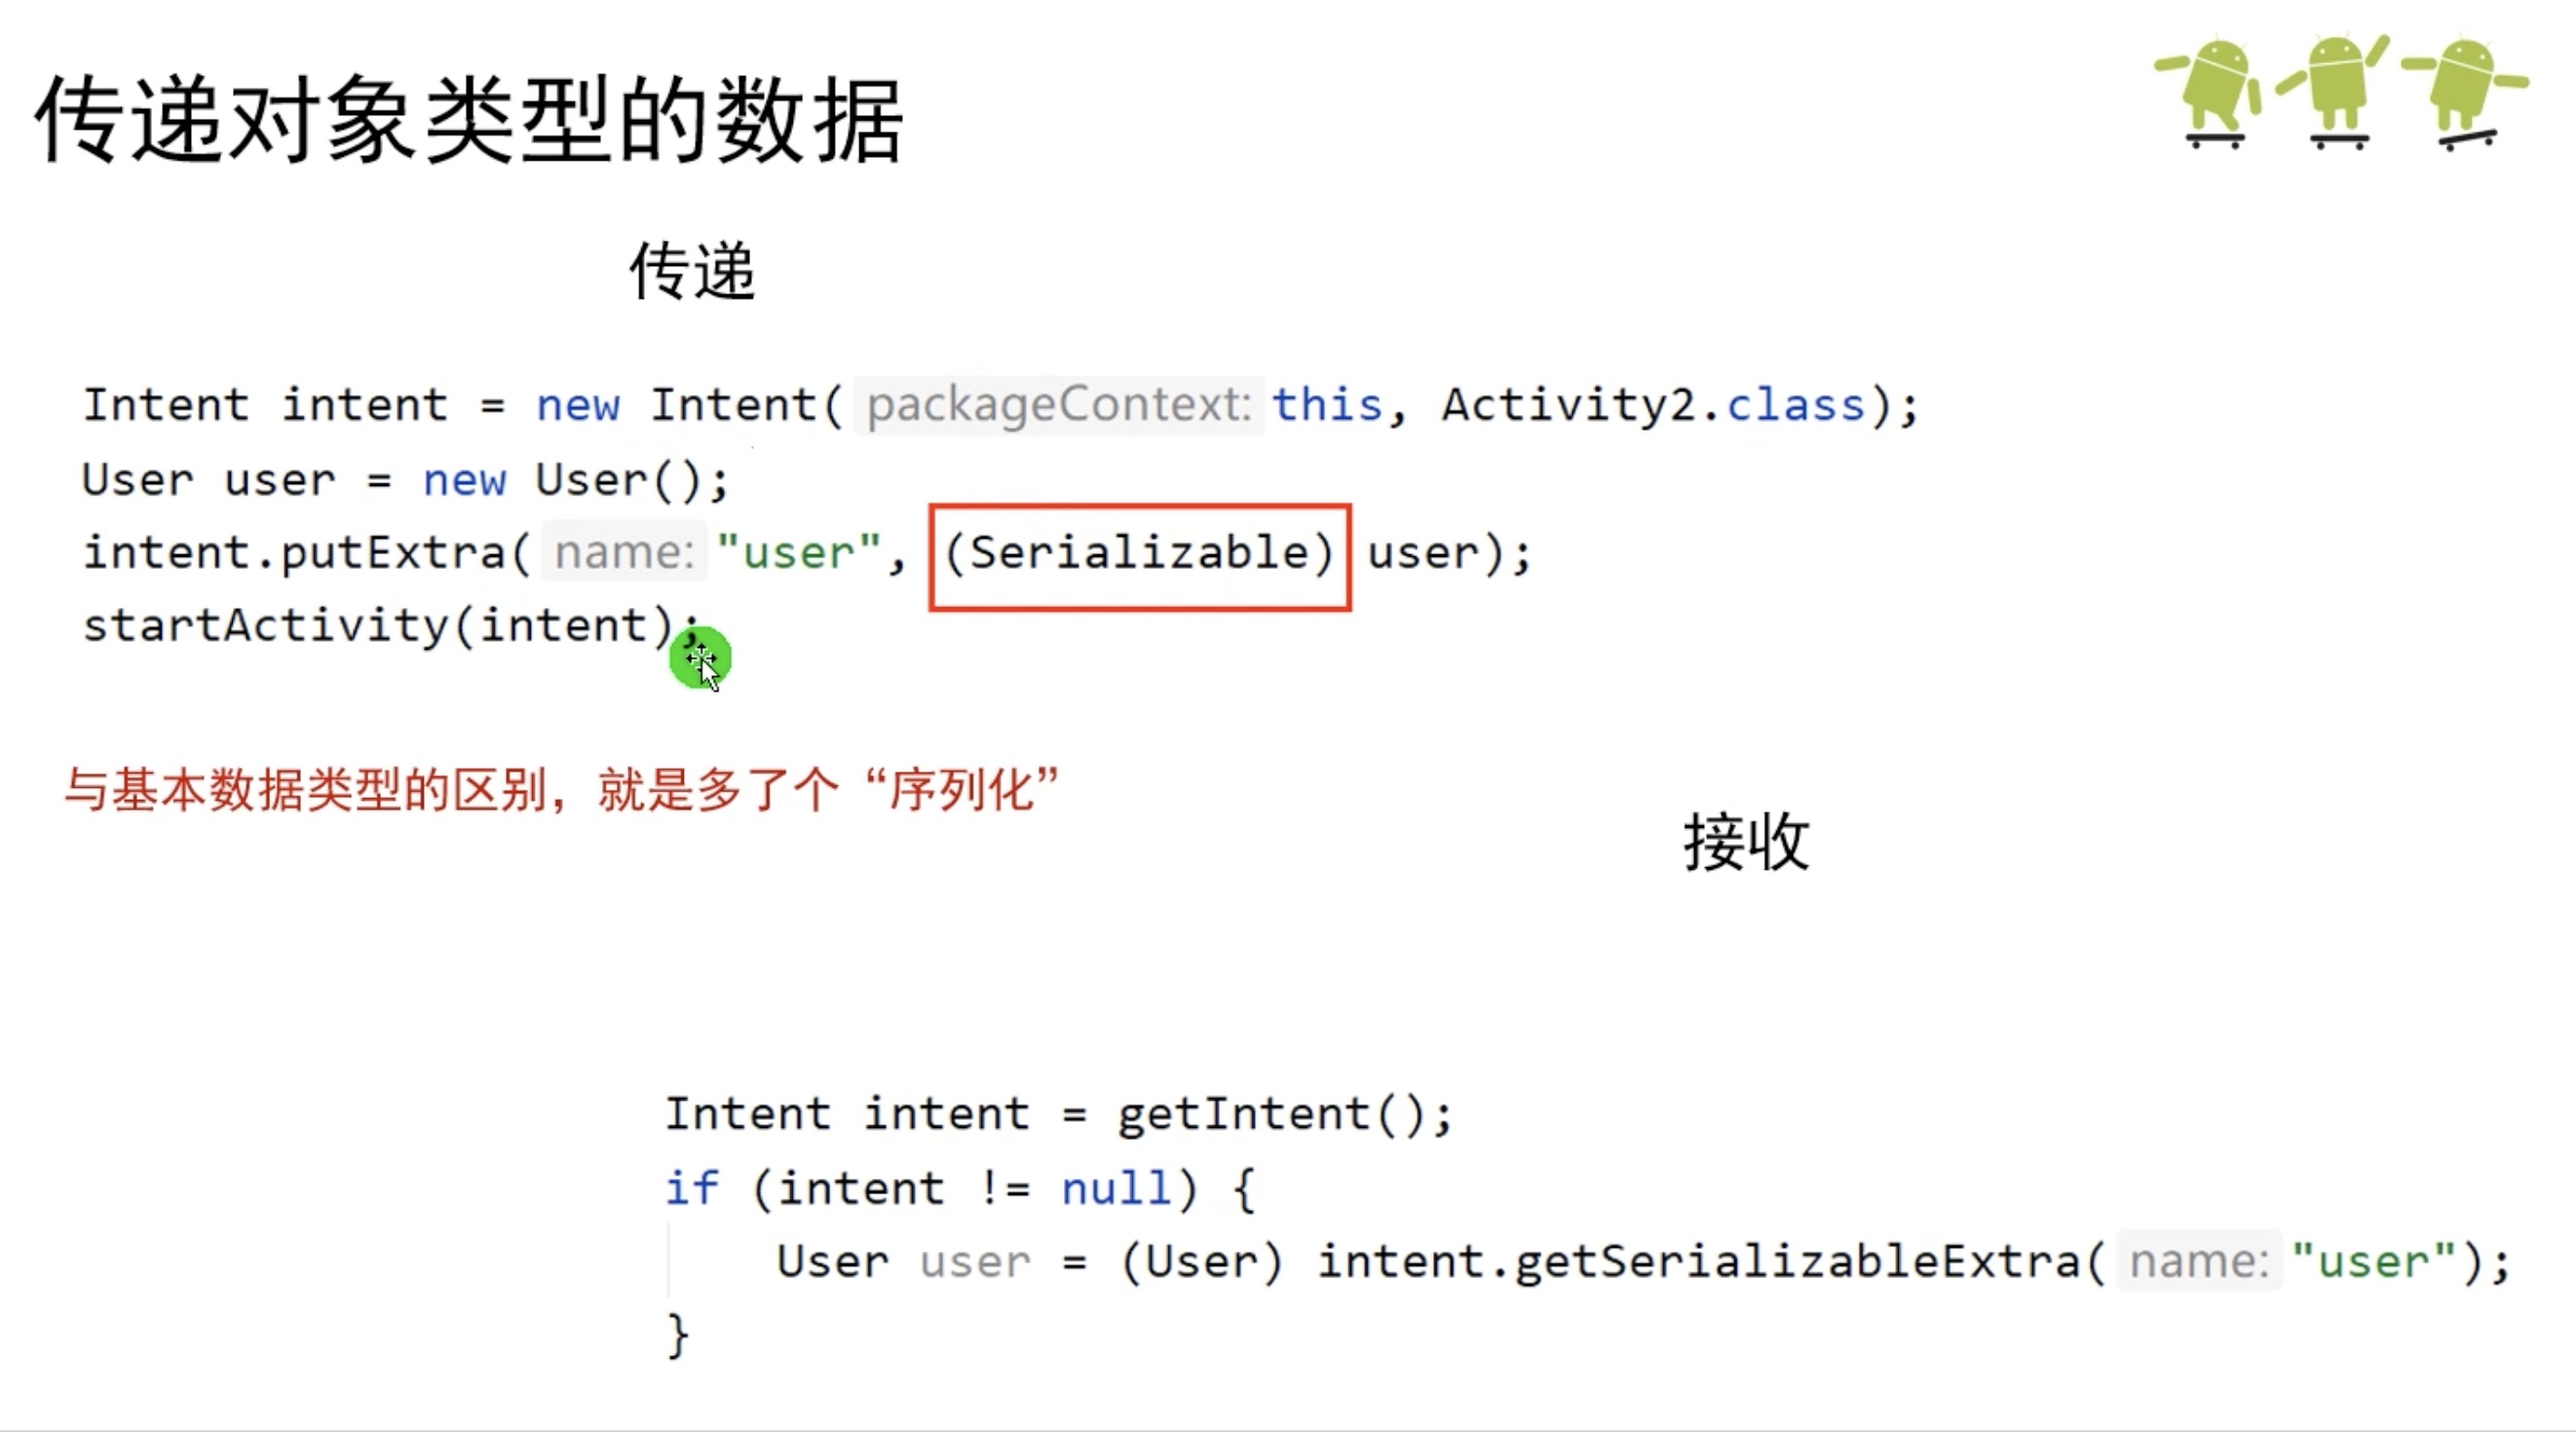 传递对象类型的数据
传递
Intent intent = new Intent( packageContext: this, Activity2.class);
User user = new User();
intent.putExtra( name: "user", (Serializable) user);
startActivity(intent);
与基本数据类型的区别，就是多了个“序列化”
接收
Intent intent = getIntent();
if (intent != null) {
    User user = (User) intent.getSerializableExtra( name: "user");
}